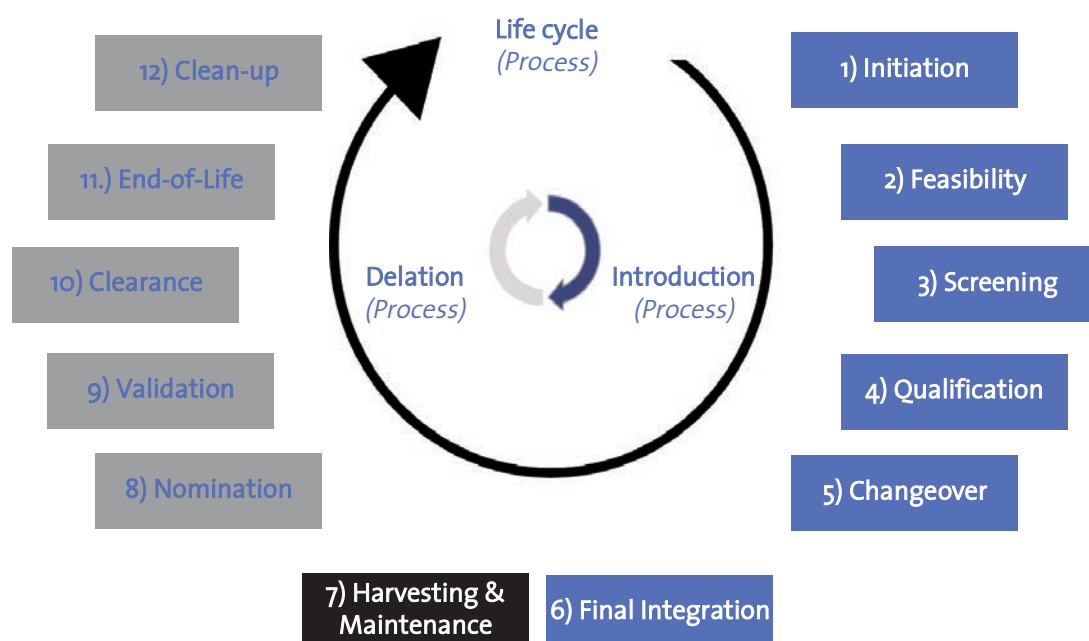 Life cycle
(Process)
1) Initiation
2) Feasibility
3) Screening
4) Qualification
5) Changeover
6) Final Integration
7) Harvesting &
Maintenance
8) Nomination
9) Validation
10) Clearance
11.) End-of-Life
12) Clean-up
Delation
(Process)
Introduction
(Process)